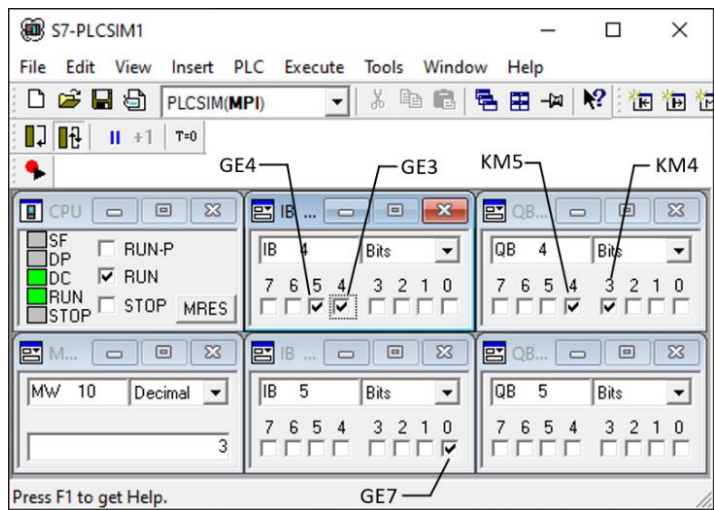 S7-PLCSIM1
File Edit View Insert PLC Execute Tools Window Help
PLCSIM(MPI)
+1 T=0
GE4 GE3 KM5 KM4
CPU IB ... QB...
SF
DP
DC
RUN
STOP
RUN-P
RUN
STOP MRES
IB 4 Bits
7 6 5 4 3 2 1 0
QB 4 Bits
7 6 5 4 3 2 1 0
M... IB ... QB...
MW 10 Decimal
3
IB 5 Bits
7 6 5 4 3 2 1 0
QB 5 Bits
7 6 5 4 3 2 1 0
Press F1 to get Help.
GE7